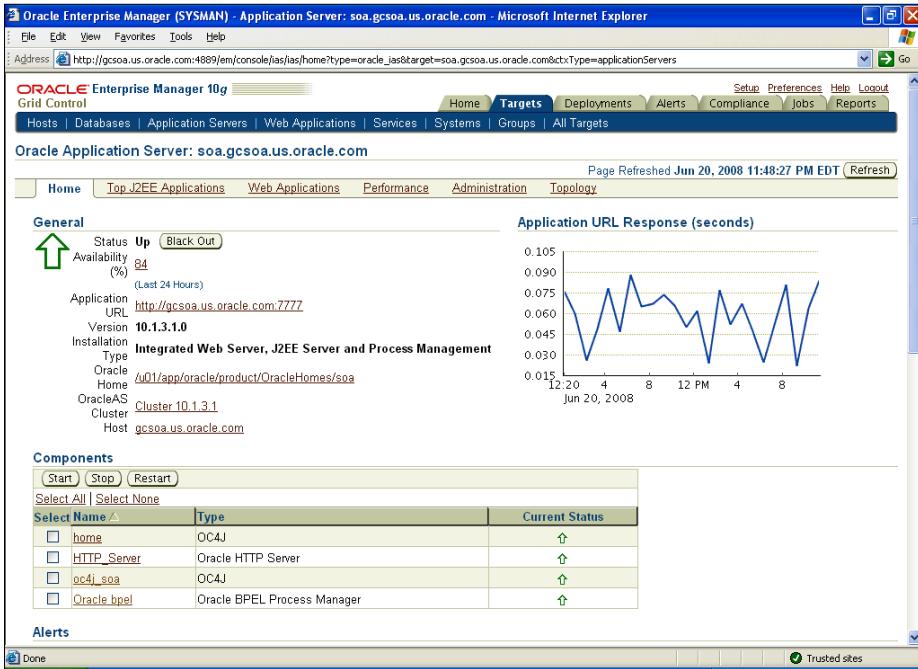 Oracle Enterprise Manager (SYSMAN) - Application Server: soa.gcsoa.us.oracle.com - Microsoft Internet Explorer
File Edit View Favorites Tools Help
Address http://gcsoa.us.oracle.com:4889/em/console/ias/ias/home?type=oracle_ias&target=soa.gcsoa.us.oracle.com&ctxType=applicationServers Go
ORACLE Enterprise Manager 10g
Setup Preferences Help Logout
Grid Control
Home Targets Deployments Alerts Compliance Jobs Reports
Hosts | Databases | Application Servers | Web Applications | Services | Systems | Groups | All Targets
Oracle Application Server: soa.gcsoa.us.oracle.com
Page Refreshed Jun 20, 2008 11:48:27 PM EDT Refresh
Home Top J2EE Applications Web Applications Performance Administration Topology
General
Status Up Black Out
Availability (%) 84
(Last 24 Hours)
Application URL http://gcsoa.us.oracle.com:7777
Version 10.1.3.1.0
Installation Type Integrated Web Server, J2EE Server and Process Management
Oracle Home /u01/app/oracle/product/OracleHomes/soa
OracleAS Cluster Cluster 10.1.3.1
Host gcsoa.us.oracle.com
Application URL Response (seconds)
0.105
0.090
0.075
0.060
0.045
0.030
0.015
12:20 4 8 12 PM 4 8
Jun 20, 2008
Components
Start Stop Restart
Select All | Select None
Select Name Type Current Status
home OC4J
HTTP_Server Oracle HTTP Server
oc4j_soa OC4J
Oracle bpel Oracle BPEL Process Manager
Alerts
Done Trusted sites